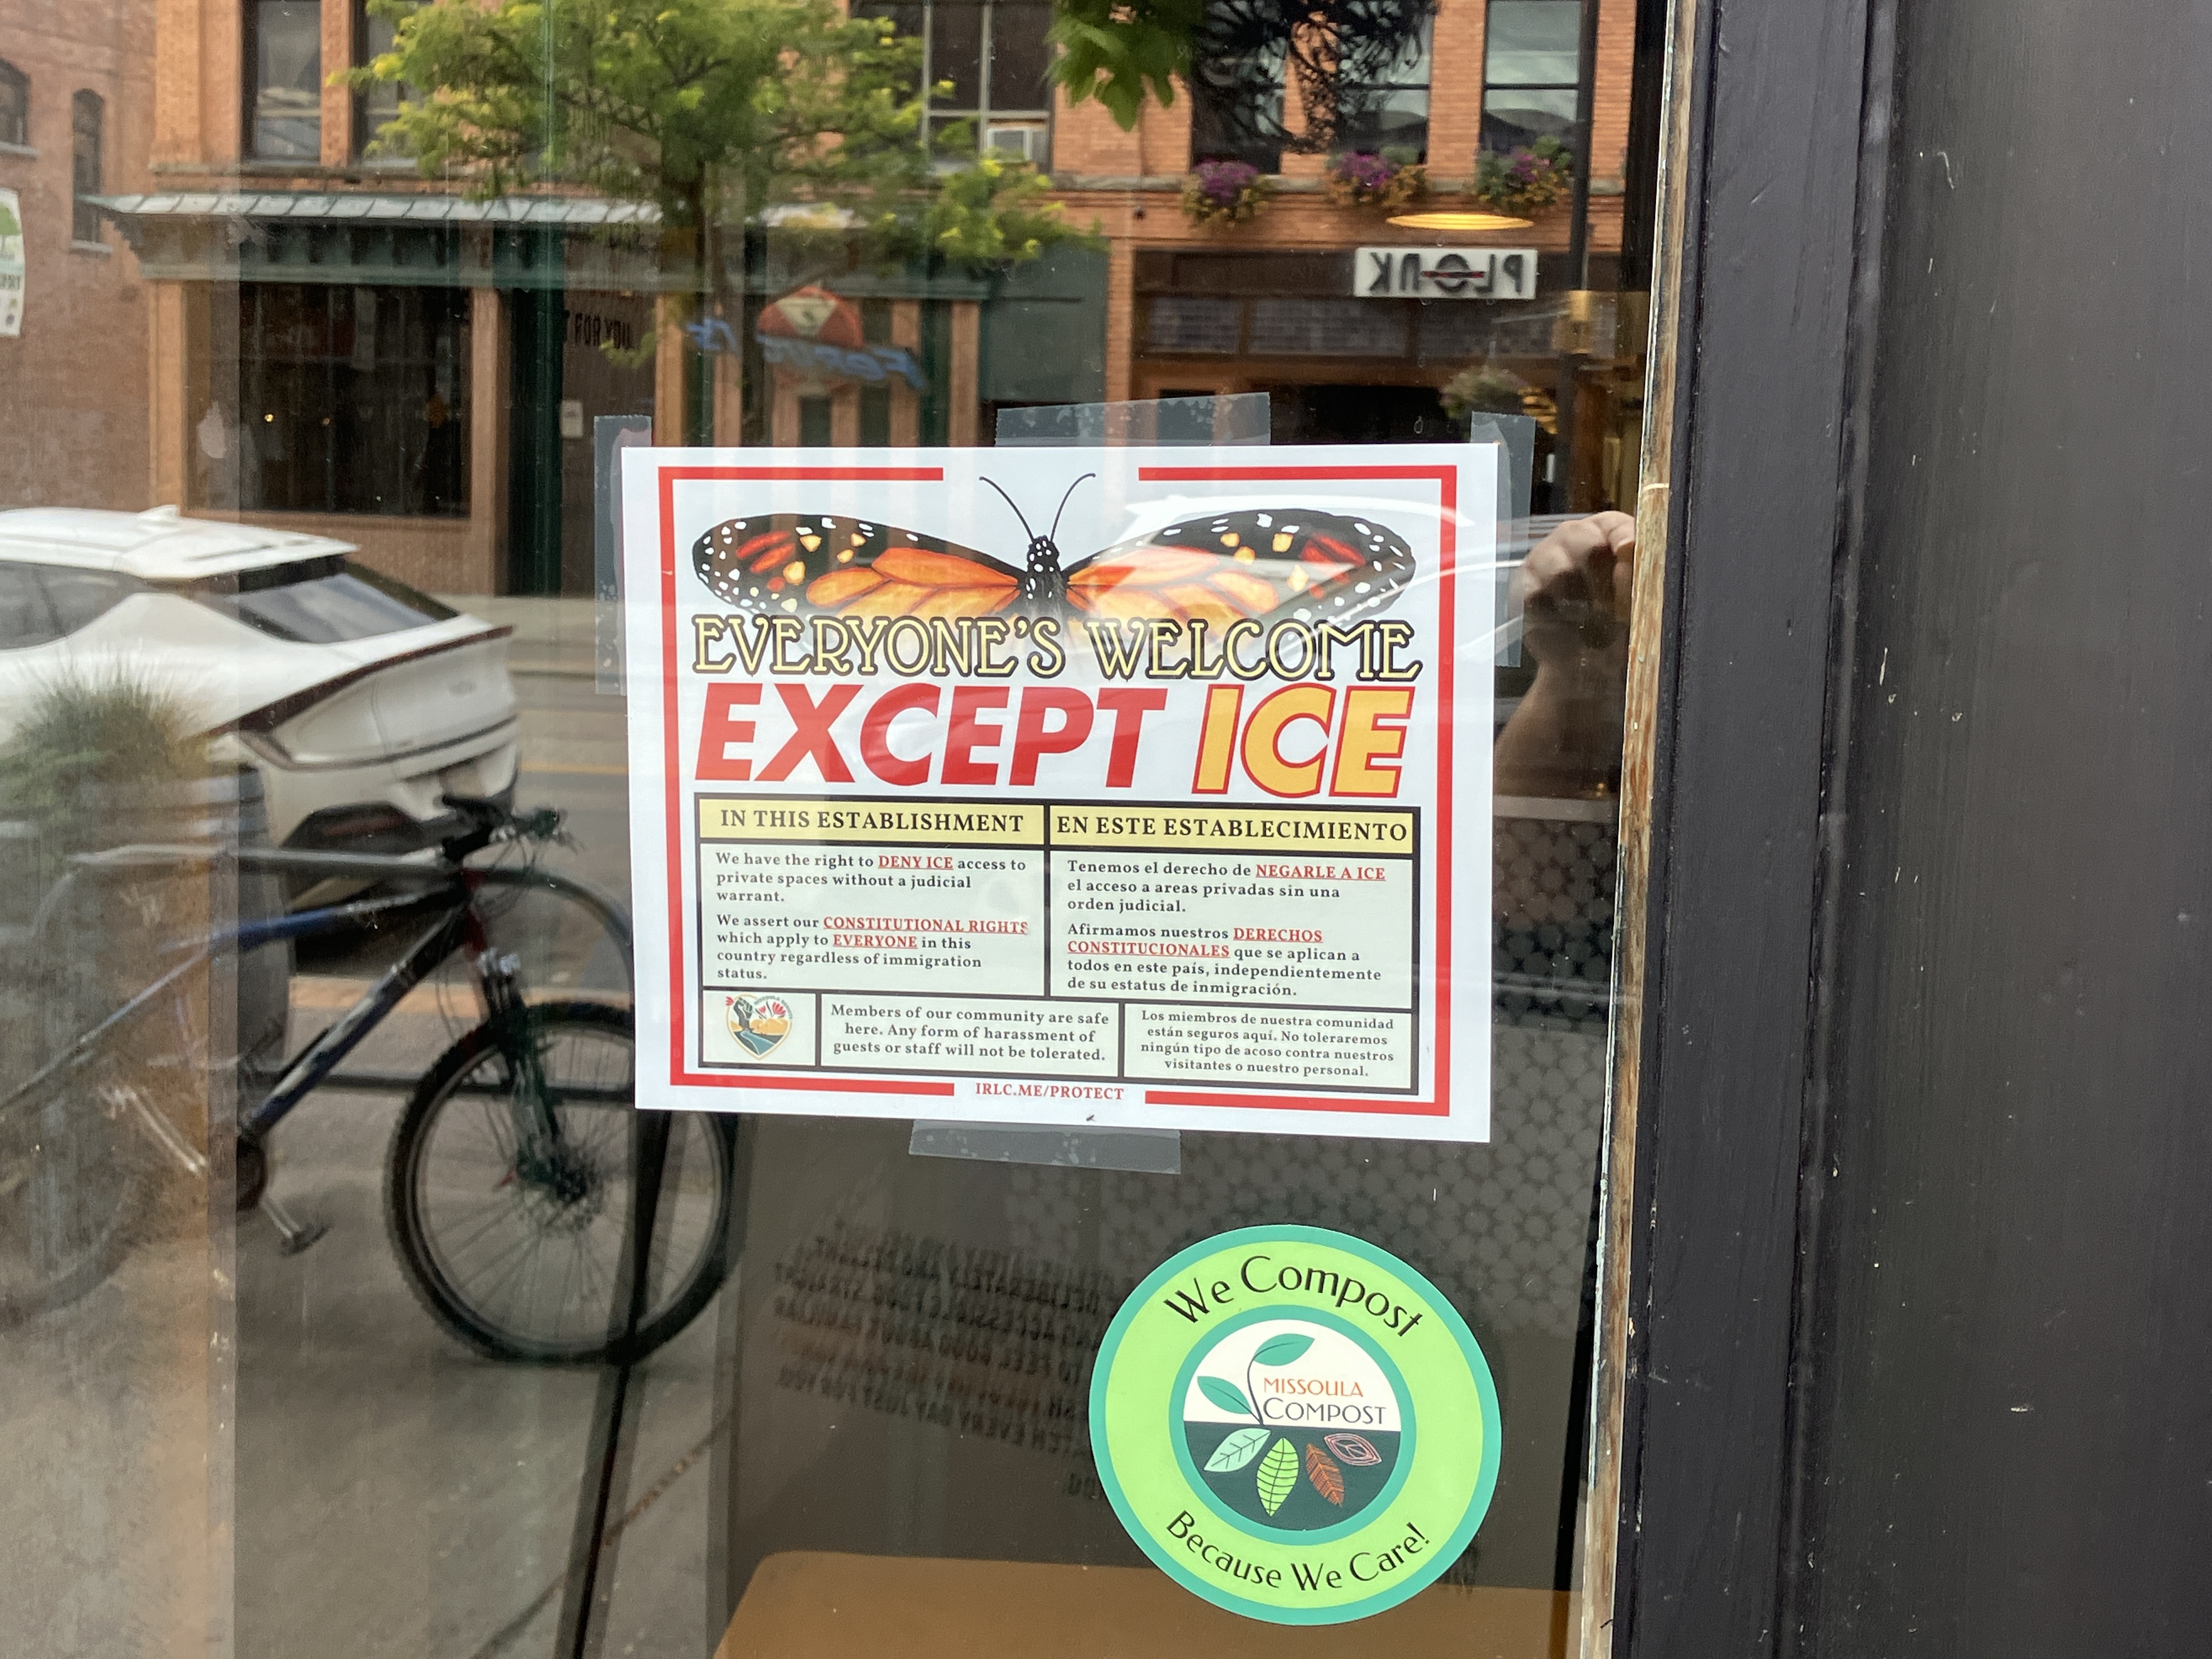 PLONK
EVERYONE'S WELCOME
EXCEPT ICE
IN THIS ESTABLISHMENT
We have the right to DENY ICE access to
private spaces without a judicial
warrant.
We assert our CONSTITUTIONAL RIGHTS
which apply to EVERYONE in this
country regardless of immigration
status.
EN ESTE ESTABLECIMIENTO
Tenemos el derecho de NEGARLE A ICE
el acceso a areas privadas sin una
orden judicial.
Afirmamos nuestros DERECHOS
CONSTITUCIONALES que se aplican a
todos en este país, independientemente
de su estatus de inmigración.
Members of our community are safe
here. Any form of harassment of
guests or staff will not be tolerated.
Los miembros de nuestra comunidad
están seguros aquí. No toleraremos
ningún tipo de acoso contra nuestros
visitantes o nuestro personal.
IRLC.ME/PROTECT
We Compost
MISSOULA
COMPOST
Because We Care!